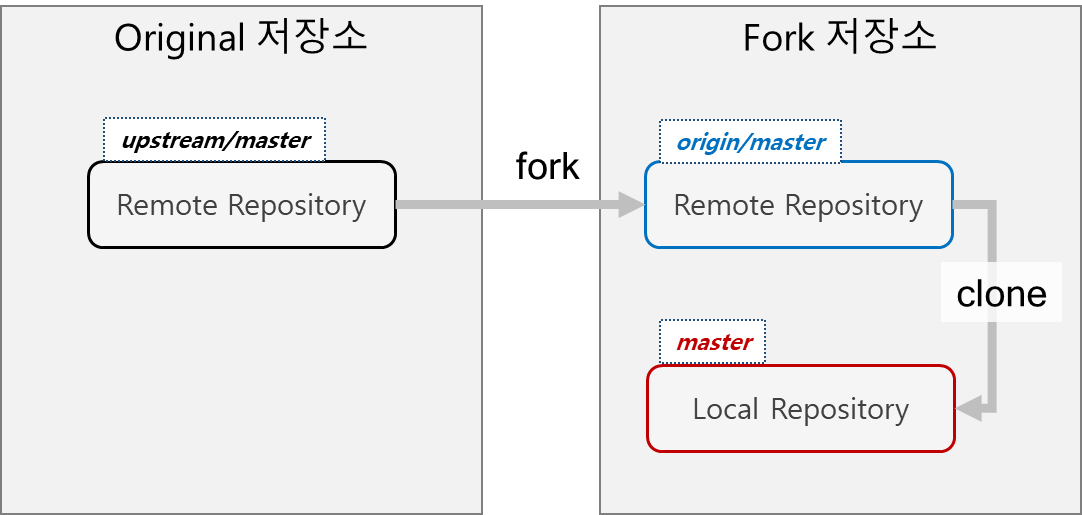 Original 저장소
upstream/master
Remote Repository
fork
Fork 저장소
origin/master
Remote Repository
clone
master
Local Repository